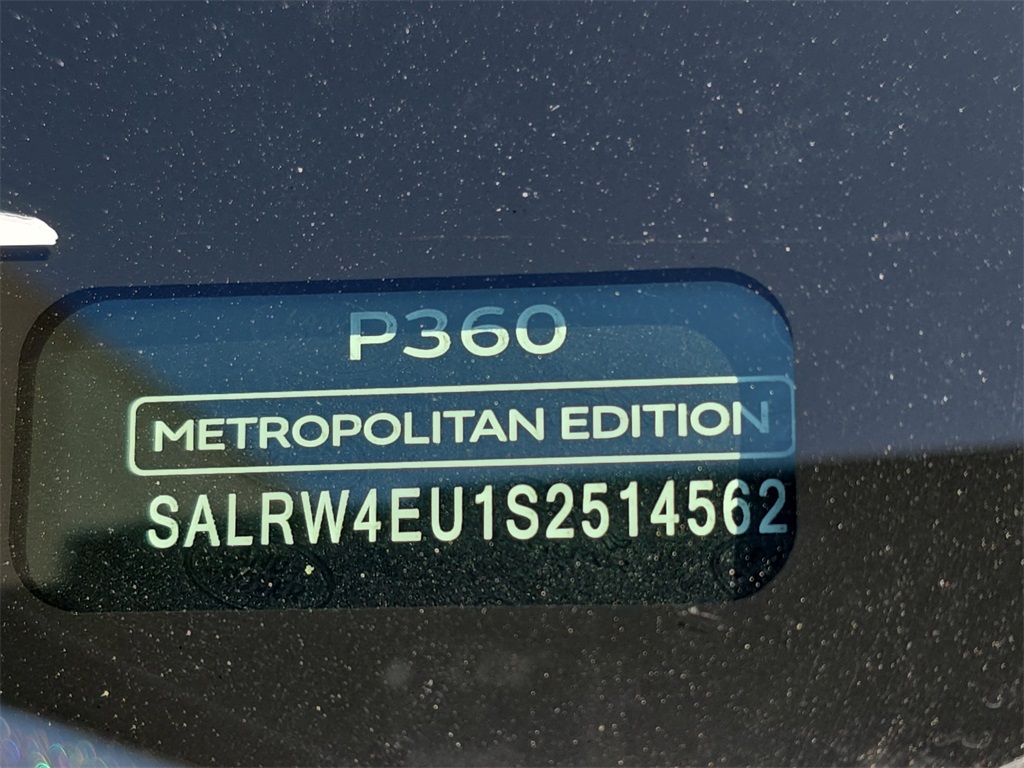 P360
METROPOLITAN EDITION
SALRW4EU1S2514562